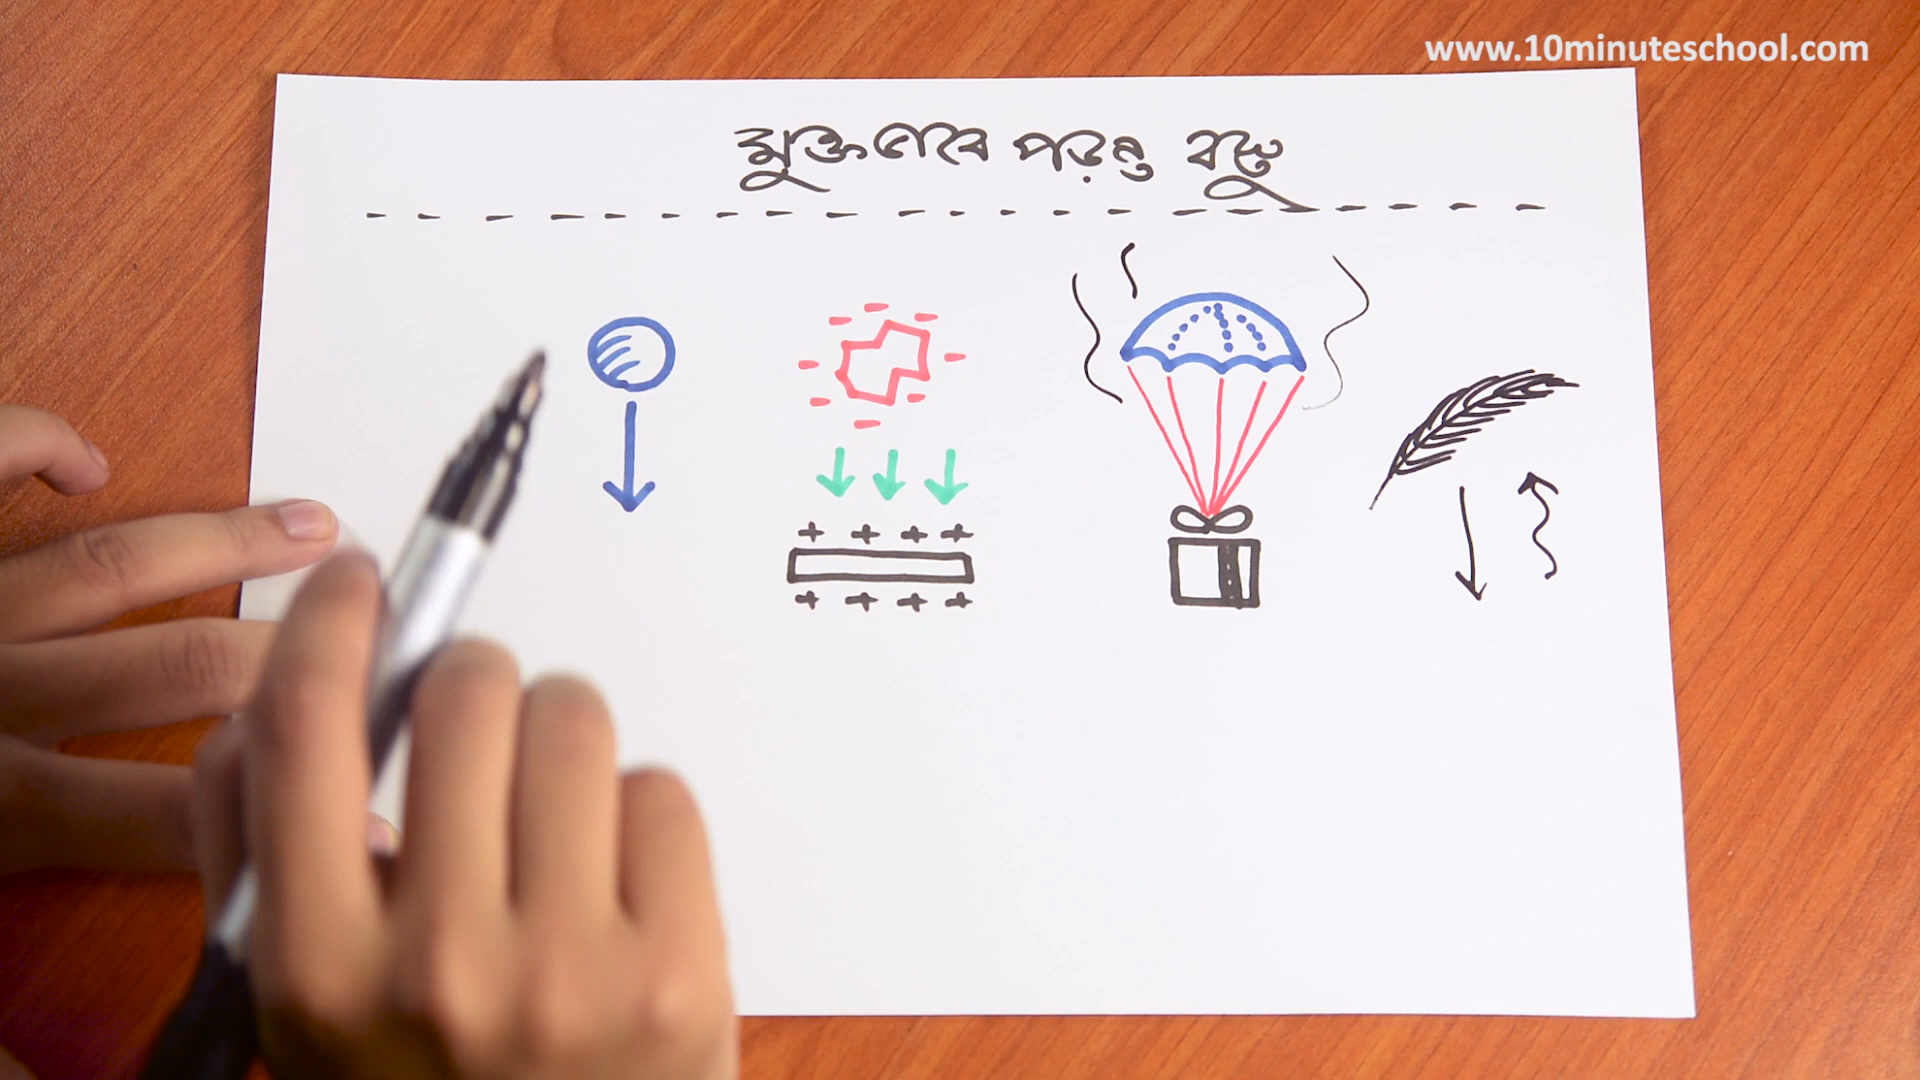 www.10minuteschool.com
মুক্তভাবে পড়ন্ত বস্তু
+ + + +
+ + + +